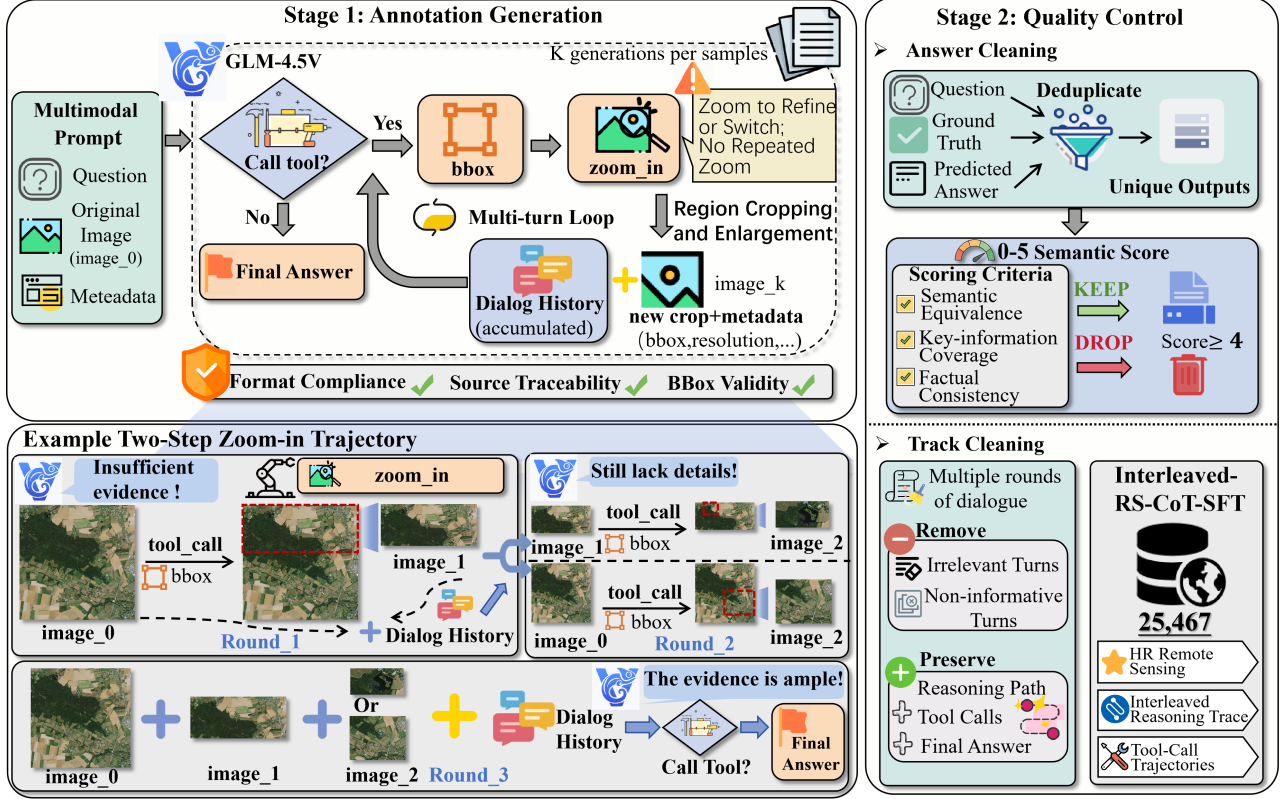 Stage 1: Annotation Generation
GLM-4.5V
K generations per samples
Multimodal
Prompt
Question
Original
Image
(image_0)
Meteadata
Call tool?
Yes
No
Final Answer
bbox
zoom_in
Zoom to Refine
or Switch;
No Repeated
Zoom
Multi-turn Loop
Region Cropping
and Enlargement
Dialog History
(accumulated)
image_k
new crop+metadata
(bbox,resolution,...)
Format Compliance
Source Traceability
BBox Validity
Example Two-Step Zoom-in Trajectory
Insufficient
evidence !
zoom_in
tool_call
bbox
image_0
image_1
Dialog History
Round_1
Still lack details!
image_1
tool_call
bbox
image_2
image_0
tool_call
bbox
image_2
Round_2
image_0
image_1
Or
image_2
Round_3
Dialog
History
The evidence is ample!
Call Tool?
Final
Answer
Stage 2: Quality Control
➢ Answer Cleaning
Question
Ground
Truth
Predicted
Answer
Deduplicate
Unique Outputs
0-5 Semantic Score
Scoring Criteria
Semantic
Equivalence
Key-information
Coverage
Factual
Consistency
KEEP
DROP
Score≥ 4
➢ Track Cleaning
Multiple rounds
of dialogue
Remove
Irrelevant Turns
Non-informative
Turns
Preserve
Reasoning Path
Tool Calls
Final Answer
Interleaved-
RS-CoT-SFT
25,467
HR Remote
Sensing
Interleaved
Reasoning Trace
Tool-Call
Trajectories